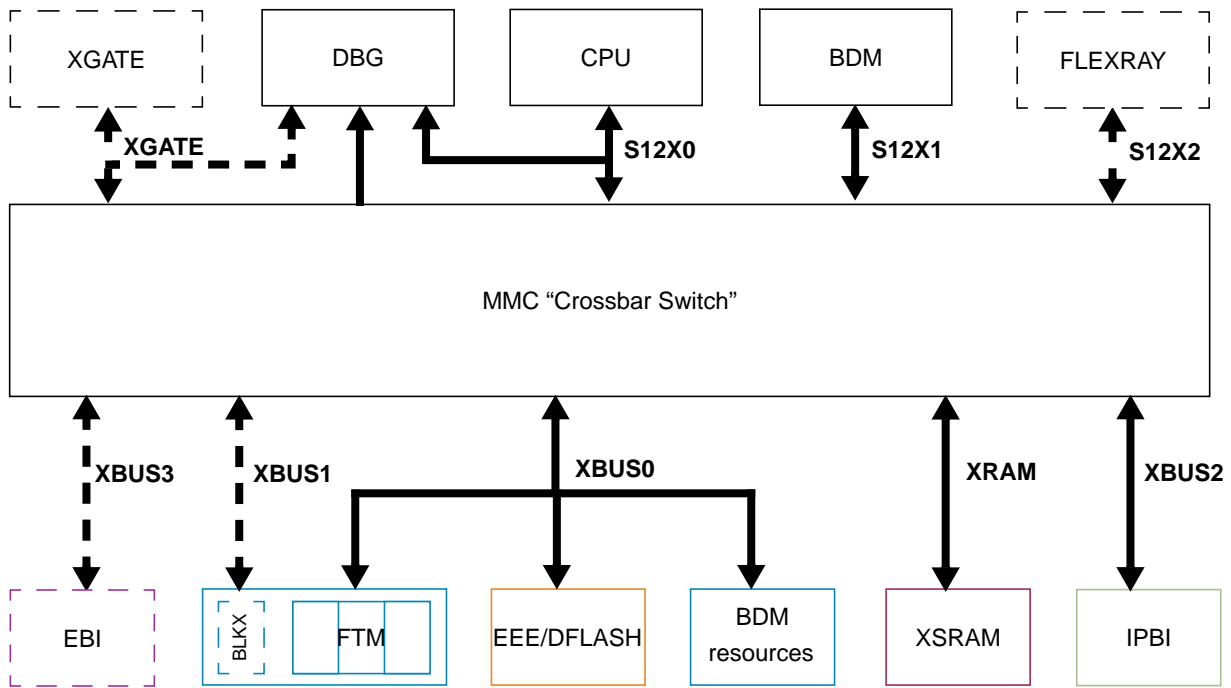 XGATE
DBG
CPU
BDM
FLEXRAY
XGATE
S12X0
S12X1
S12X2
MMC “Crossbar Switch”
XBUS3
XBUS1
XBUS0
XRAM
XBUS2
EBI
BLKX
FTM
EEE/DFLASH
BDM
resources
XSRAM
IPBI